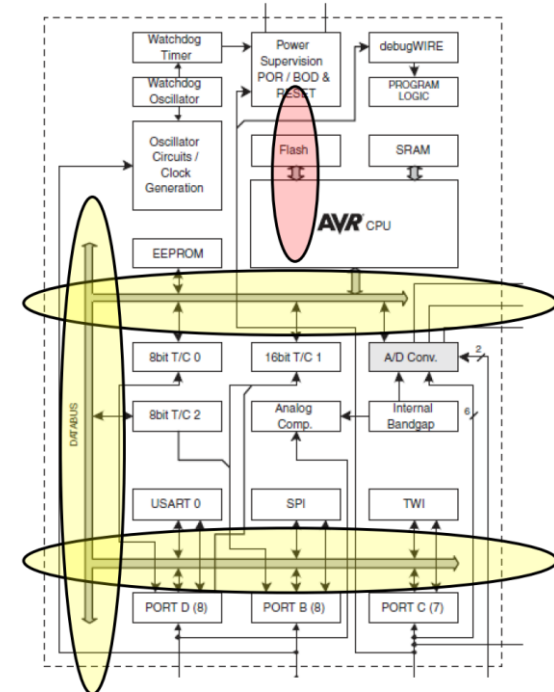 Watchdog
Timer
Power
Supervision
POR / BOD &
RESET
debugWIRE
Watchdog
Oscillator
PROGRAM
LOGIC
Oscillator
Circuits /
Clock
Generation
Flash
SRAM
AVR® CPU
EEPROM
8bit T/C 0
16bit T/C 1
A/D Conv.
2
DATABUS
8bit T/C 2
Analog
Comp.
Internal
Bandgap
6
USART 0
SPI
TWI
PORT D (8)
PORT B (8)
PORT C (7)